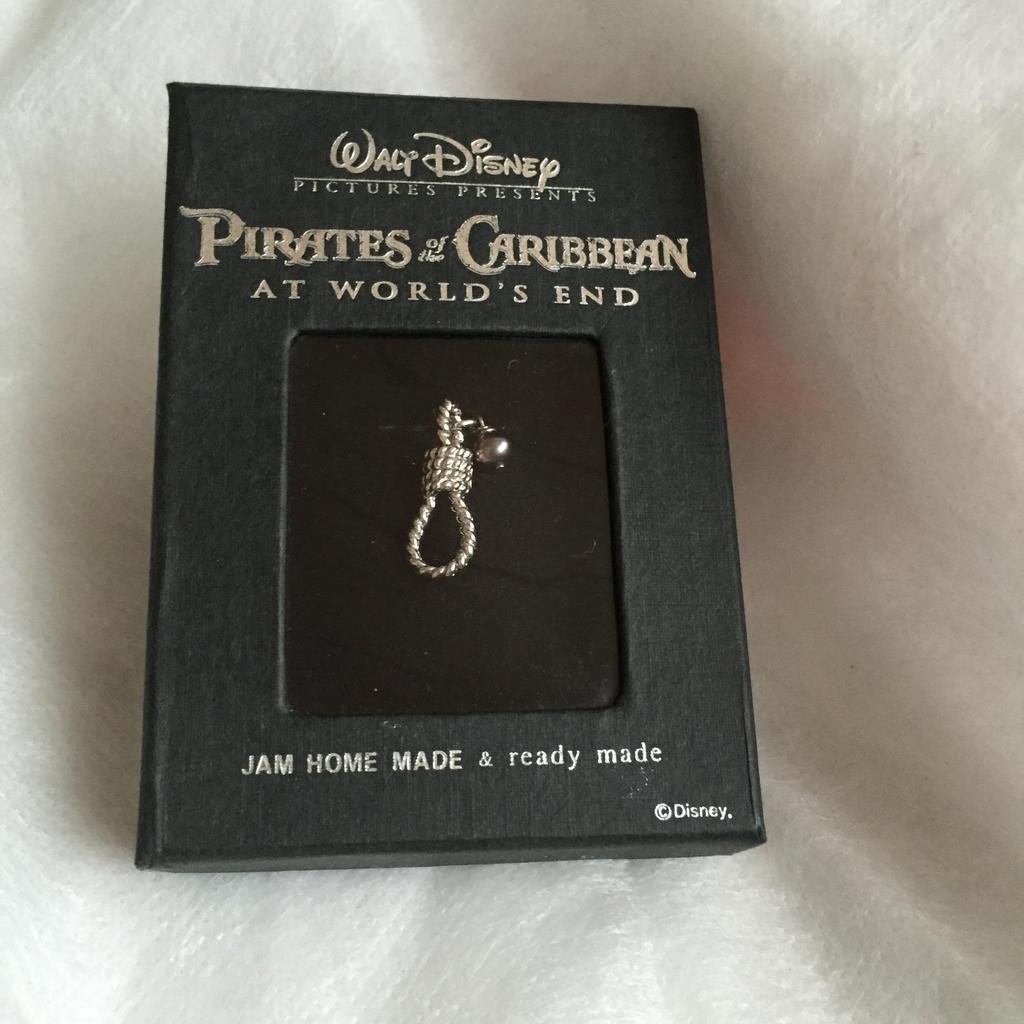 WALT DISNEY
PICTURES PRESENTS
PIRATES of the CARIBBEAN
AT WORLD'S END
JAM HOME MADE & ready made
©Disney.